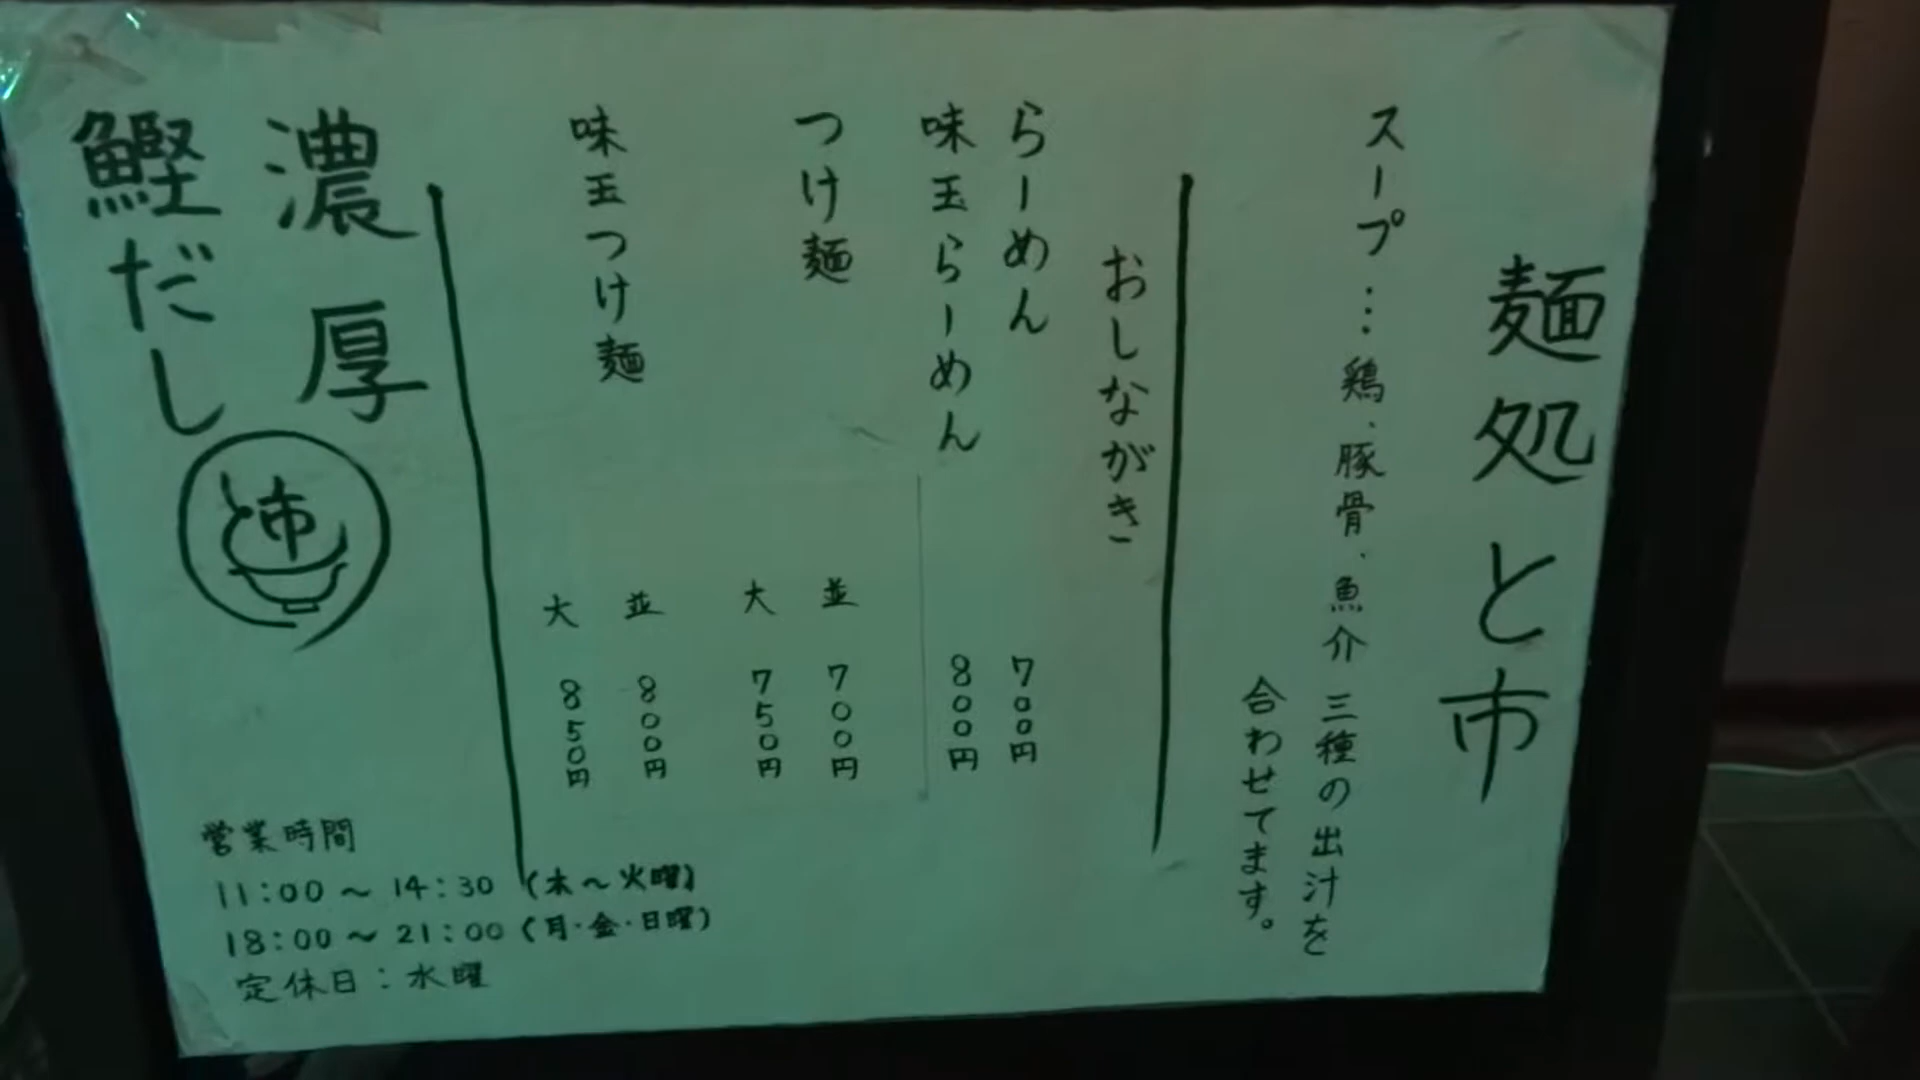 麺処と市
スープ…鶏、豚骨、魚介 三種の出汁を
合わせてます。
おしながき
らーめん 700円
味玉らーめん 800円
つけ麺 並 700円
大 750円
味玉つけ麺 並 800円
大 850円
濃厚
鰹だし
と市
営業時間
11:00～14:30 (木～火曜)
18:00～21:00 (月・金・日曜)
定休日：水曜